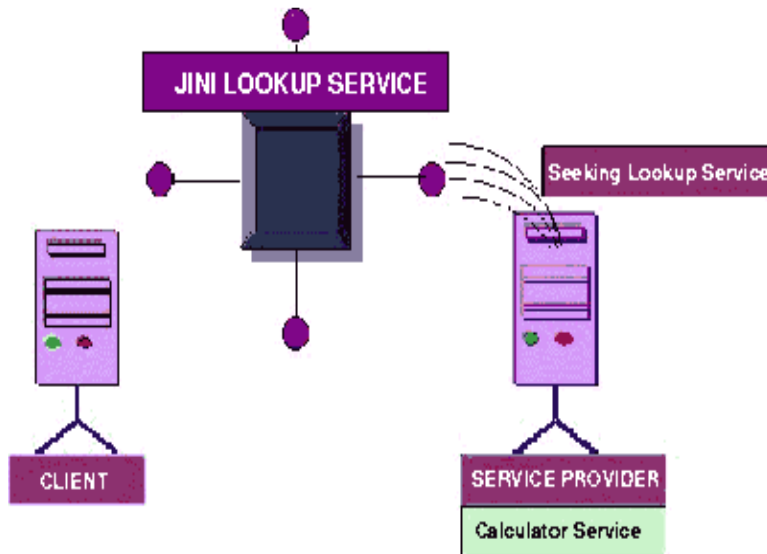 JINI LOOKUP SERVICE
Seeking Lookup Service
CLIENT
SERVICE PROVIDER
Calculator Service